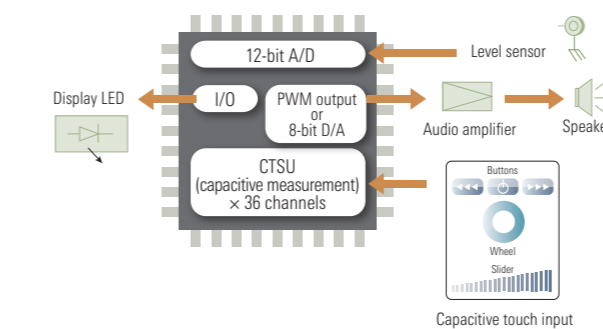 12-bit A/D
Level sensor
Display LED
I/O
PWM output
or
8-bit D/A
Audio amplifier
Speake
CTSU
(capacitive measurement)
× 36 channels
Buttons
Wheel
Slider
Capacitive touch input